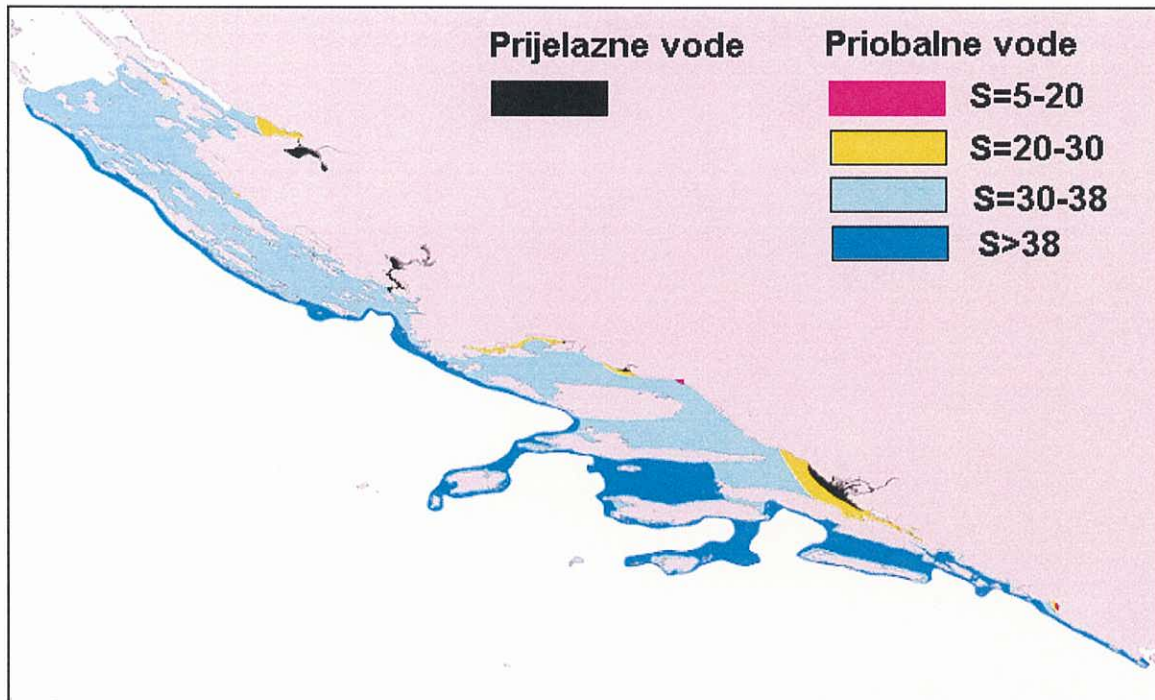 Prijelazne vode
Priobalne vode
S=5-20
S=20-30
S=30-38
S>38